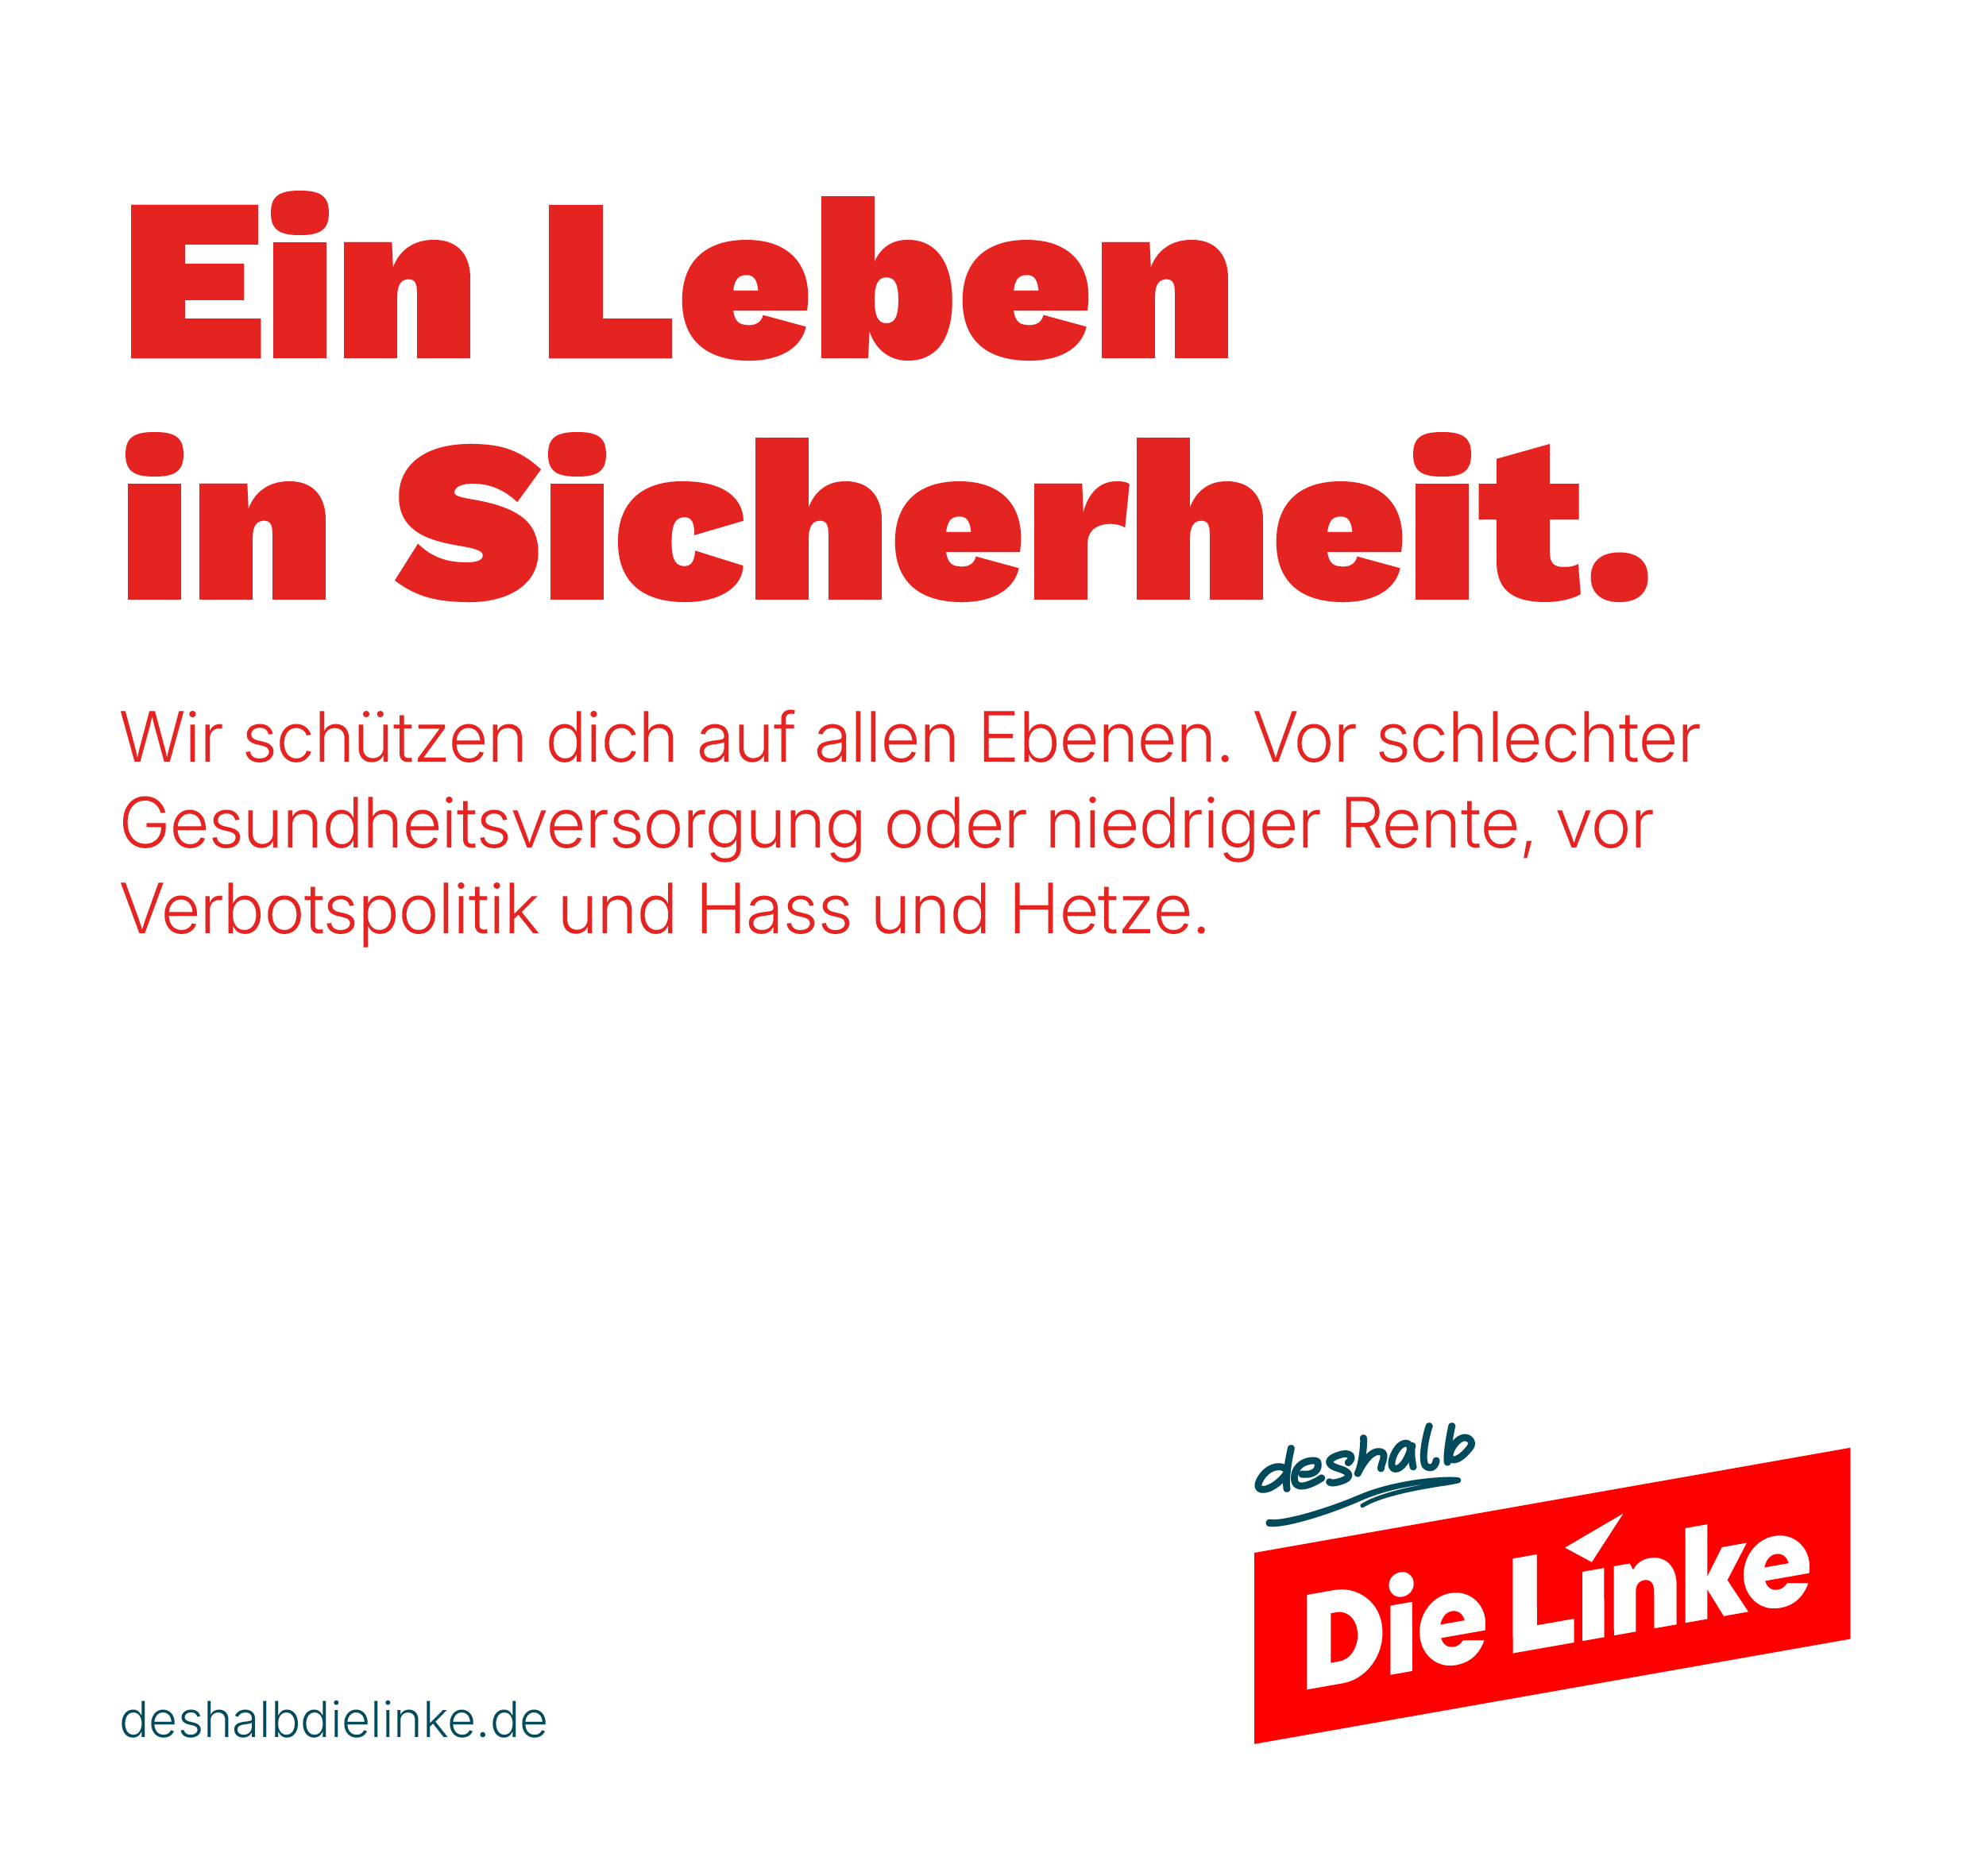 Ein Leben
in Sicherheit.
Wir schützen dich auf allen Ebenen. Vor schlechter
Gesundheitsversorgung oder niedriger Rente, vor
Verbotspolitik und Hass und Hetze.
deshalb
Die Linke
deshalbdielinke.de